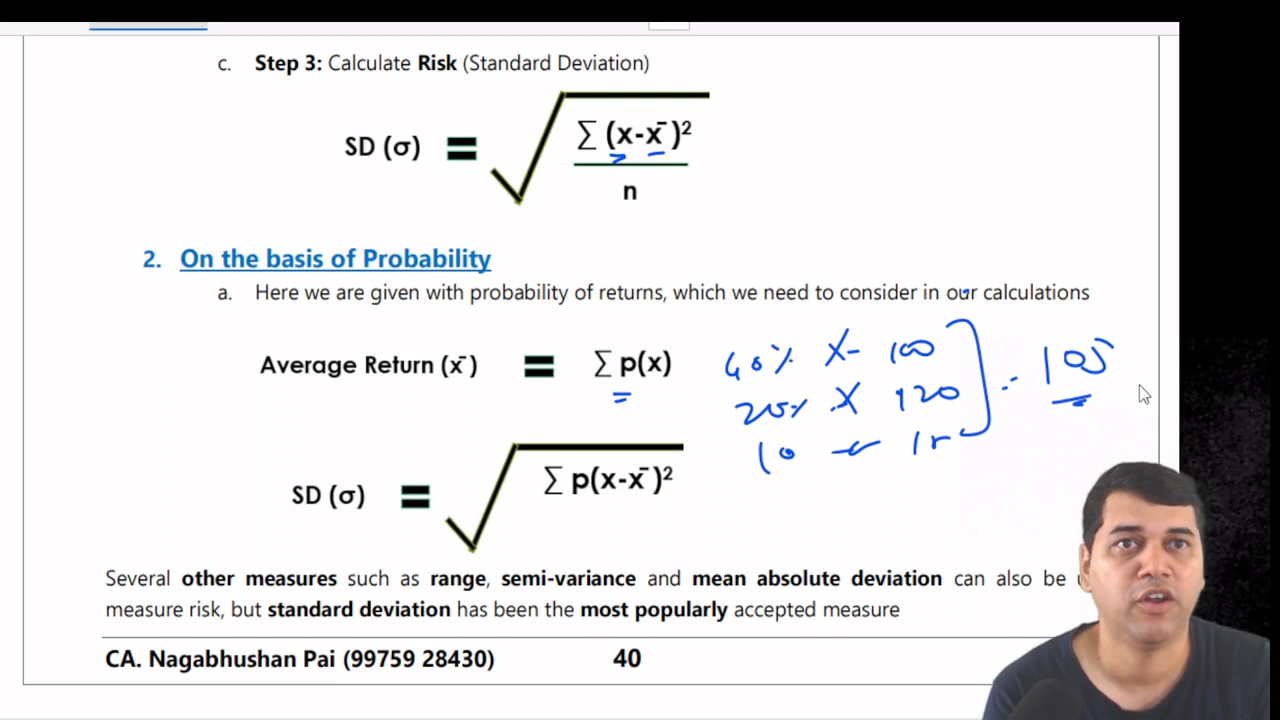 c. Step 3: Calculate Risk (Standard Deviation)
SD (σ) = √ ∑ (x-x̄ )²
n
2. On the basis of Probability
a. Here we are given with probability of returns, which we need to consider in our calculations
Average Return (x̄ ) = ∑ p(x)
60% X- 100
20% X 120
10
105
SD (σ) = √ ∑ p(x-x̄ )²
Several other measures such as range, semi-variance and mean absolute deviation can also be
measure risk, but standard deviation has been the most popularly accepted measure
CA. Nagabhushan Pai (99759 28430) 40